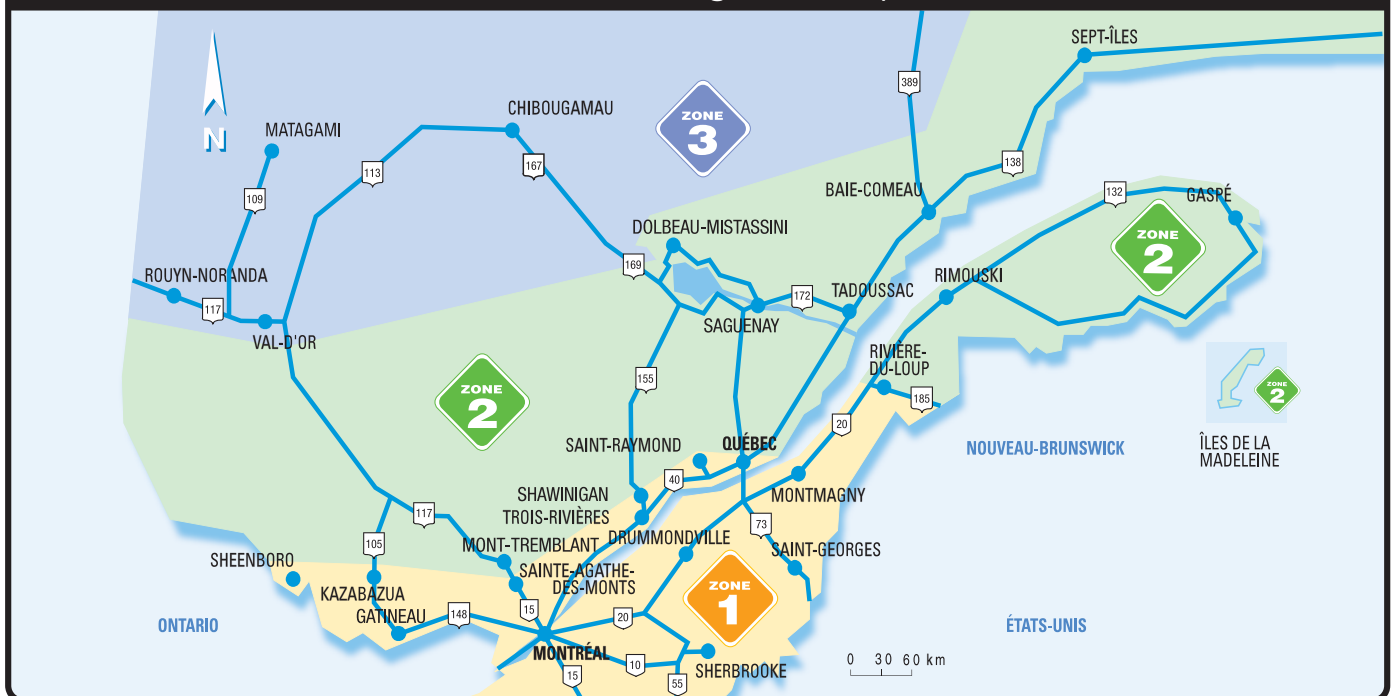 SEPT-ÎLES
389
CHIBOUGAMAU
ZONE
3
N
MATAGAMI
113
167
138
109
BAIE-COMEAU
132
GASPÉ
ZONE
2
DOLBEAU-MISTASSINI
169
ROUYN-NORANDA
117
RIMOUSKI
172
TADOUSSAC
SAGUENAY
VAL-D'OR
RIVIÈRE-
DU-LOUP
155
185
ZONE
2
ZONE
2
20
SAINT-RAYMOND
QUÉBEC
NOUVEAU-BRUNSWICK
ÎLES DE LA
MADELEINE
40
SHAWINIGAN
MONTMAGNY
TROIS-RIVIÈRES
117
73
105
DRUMMONDVILLE
MONT-TREMBLANT
SAINT-GEORGES
SHEENBORO
SAINTE-AGATHE-
DES-MONTS
KAZABAZUA
ZONE
1
GATINEAU
148
15
20
ONTARIO
ÉTATS-UNIS
MONTRÉAL
10
SHERBROOKE
0 30 60 km
15
55